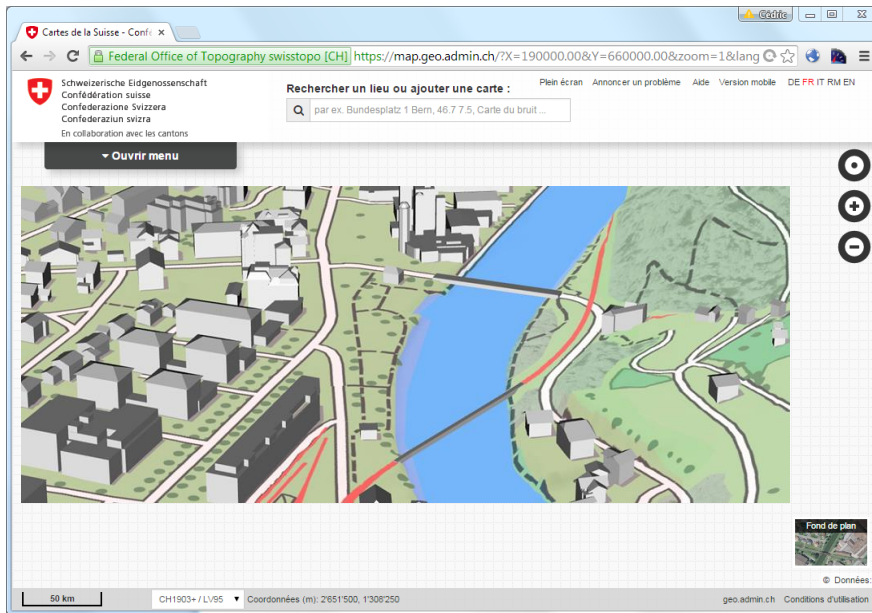 Cédric
Cartes de la Suisse - Confé
Federal Office of Topography swisstopo [CH] https://map.geo.admin.ch/?X=190000.00&Y=660000.00&zoom=1&lang
Schweizerische Eidgenossenschaft
Confédération suisse
Confederazione Svizzera
Confederaziun svizra
En collaboration avec les cantons
Rechercher un lieu ou ajouter une carte :
par ex. Bundesplatz 1 Bern, 46.7 7.5, Carte du bruit ...
Plein écran Annoncer un problème Aide Version mobile DE FR IT RM EN
Ouvrir menu
Fond de plan
© Données:
50 km
CH1903+ / LV95 Coordonnées (m): 2'651'500, 1'308'250
geo.admin.ch Conditions d'utilisation